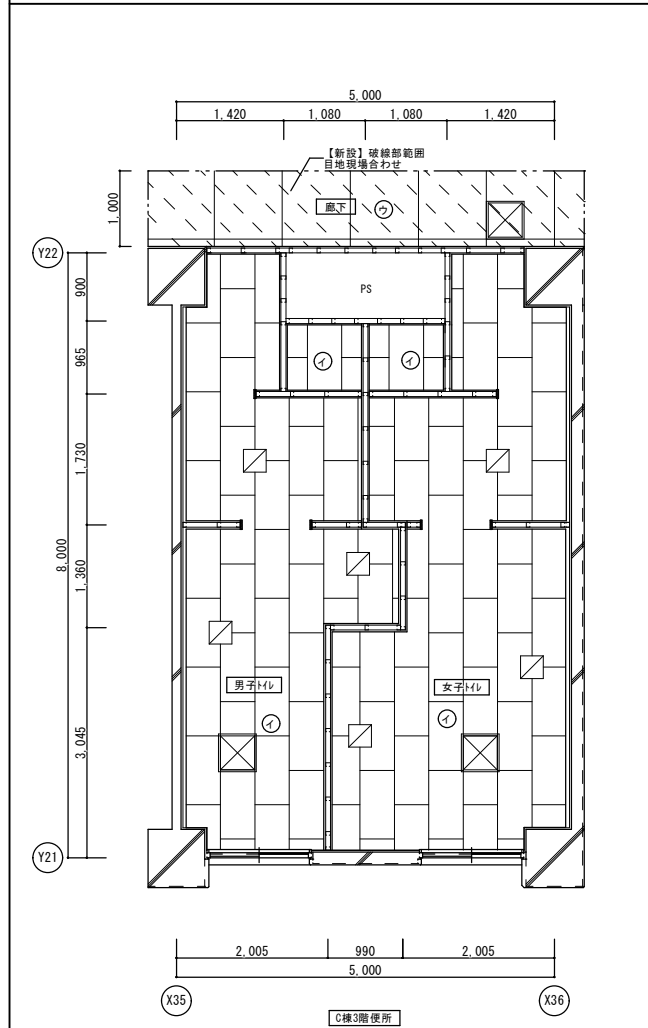 5,000
1,420 1,080 1,080 1,420
【新設】破線部範囲
目地現場合わせ
1,000
廊下 ウ
Y22
900
PS
965
イ イ
1,730
8,000
1,360
男子トイレ 女子トイレ
イ イ
3,045
Y21
2,005 990 2,005
5,000
X35 X36
C棟3階便所